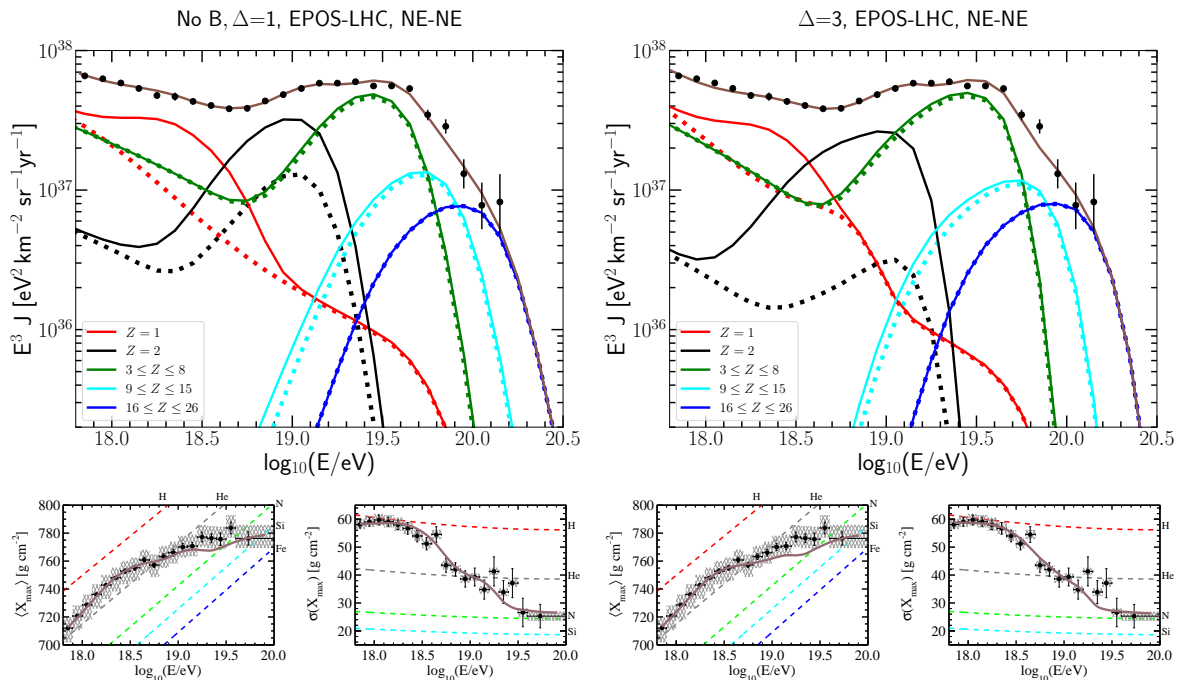 No B, Δ=1, EPOS-LHC, NE-NE
10^38
10^37
10^36
E^3 J [eV^2 km^-2 sr^-1 yr^-1]
Z = 1
Z = 2
3 ≤ Z ≤ 8
9 ≤ Z ≤ 15
16 ≤ Z ≤ 26
18.0 18.5 19.0 19.5 20.0 20.5
log10(E/eV)
Δ=3, EPOS-LHC, NE-NE
10^38
10^37
10^36
E^3 J [eV^2 km^-2 sr^-1 yr^-1]
Z = 1
Z = 2
3 ≤ Z ≤ 8
9 ≤ Z ≤ 15
16 ≤ Z ≤ 26
18.0 18.5 19.0 19.5 20.0 20.5
log10(E/eV)
H He N
Si
Fe
800
780
760
740
720
700
⟨Xmax⟩ [g cm^-2]
18.0 18.5 19.0 19.5 20.0
log10(E/eV)
60
50
40
30
20
σ(Xmax) [g cm^-2]
H
He
N
Si
18.0 18.5 19.0 19.5 20.0
log10(E/eV)
H He N
Si
Fe
800
780
760
740
720
700
⟨Xmax⟩ [g cm^-2]
18.0 18.5 19.0 19.5 20.0
log10(E/eV)
60
50
40
30
20
σ(Xmax) [g cm^-2]
H
He
N
Si
18.0 18.5 19.0 19.5 20.0
log10(E/eV)